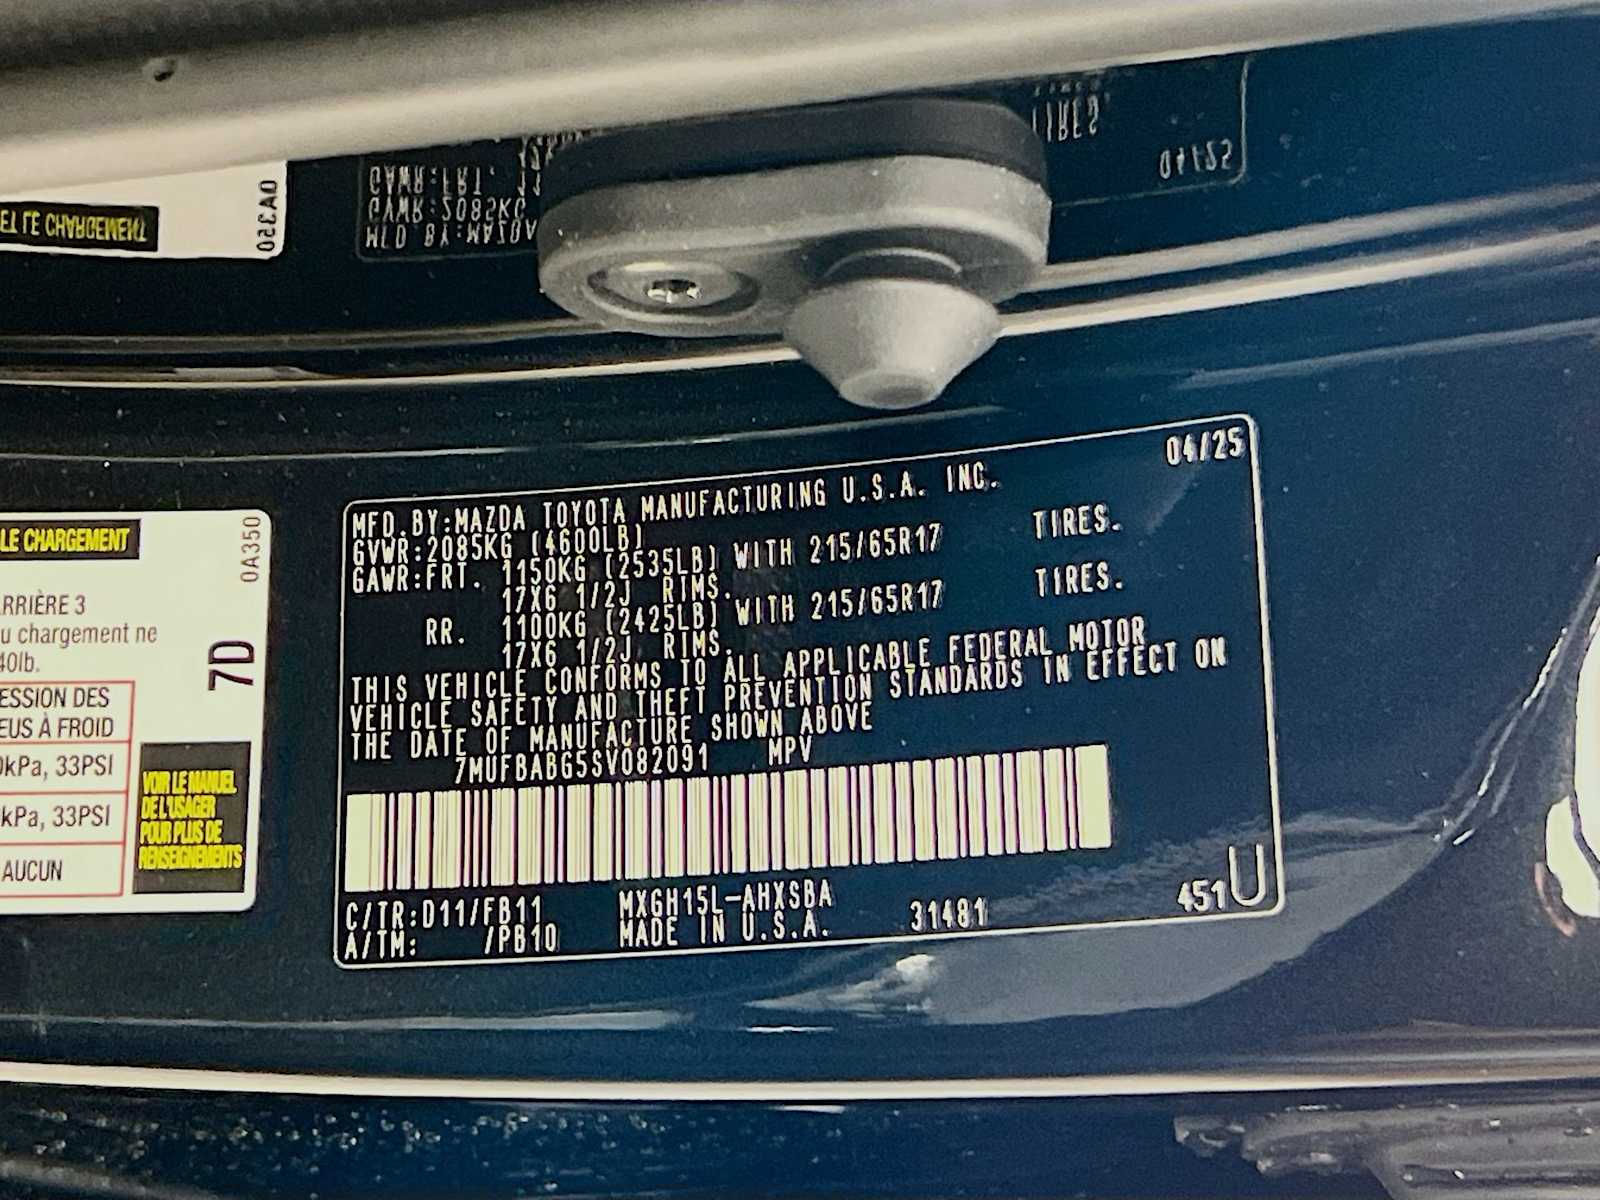 LE CHARGEMENT
0A350
RRIÈRE 3
u chargement ne
40lb.
7D
ESSION DES
EUS À FROID
kPa, 33PSI
kPa, 33PSI
AUCUN
VOIR LE MANUEL
DE L'USAGER
POUR PLUS DE
RENSEIGNEMENTS
04/25
MFD.BY:MAZDA TOYOTA MANUFACTURING U.S.A. INC.
GVWR:2085KG (4600LB)
GAWR:FRT. 1150KG (2535LB) WITH 215/65R17 TIRES.
17X6 1/2J RIMS.
RR. 1100KG (2425LB) WITH 215/65R17 TIRES.
17X6 1/2J RIMS.
THIS VEHICLE CONFORMS TO ALL APPLICABLE FEDERAL MOTOR
VEHICLE SAFETY AND THEFT PREVENTION STANDARDS IN EFFECT ON
THE DATE OF MANUFACTURE SHOWN ABOVE
7MUFBABG5SV082091 MPV
C/TR:D11/FB11 MXGH15L-AHXSBA
A/TM: /PB10 MADE IN U.S.A. 31481
451U